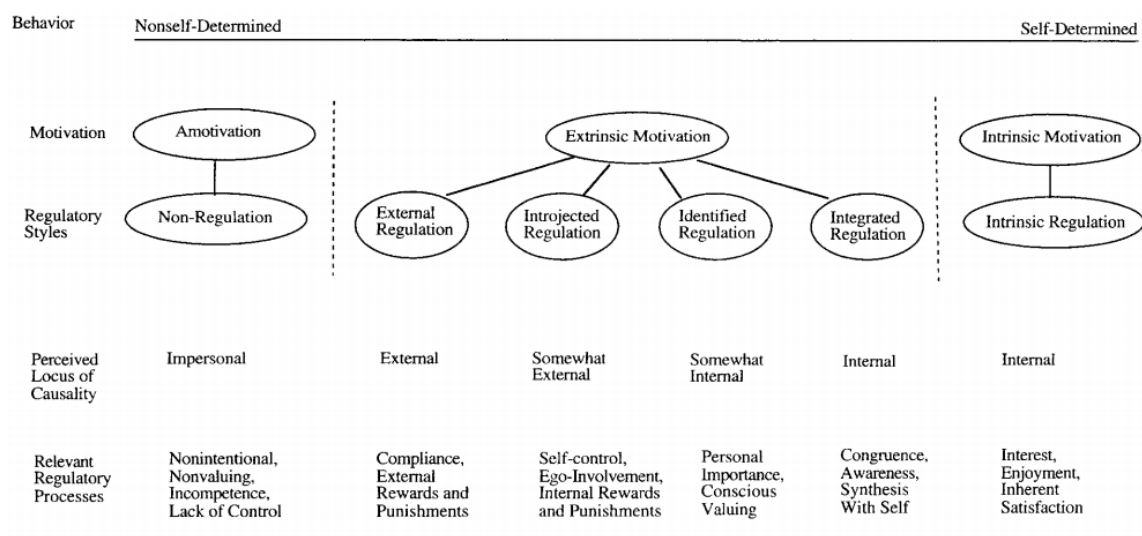 Behavior Nonself-Determined Self-Determined
Motivation Amotivation Extrinsic Motivation Intrinsic Motivation
Regulatory
Styles
Non-Regulation
External
Regulation
Introjected
Regulation
Identified
Regulation
Integrated
Regulation
Intrinsic Regulation
Perceived
Locus of
Causality
Impersonal
External
Somewhat
External
Somewhat
Internal
Internal
Internal
Relevant
Regulatory
Processes
Nonintentional,
Nonvaluing,
Incompetence,
Lack of Control
Compliance,
External
Rewards and
Punishments
Self-control,
Ego-Involvement,
Internal Rewards
and Punishments
Personal
Importance,
Conscious
Valuing
Congruence,
Awareness,
Synthesis
With Self
Interest,
Enjoyment,
Inherent
Satisfaction